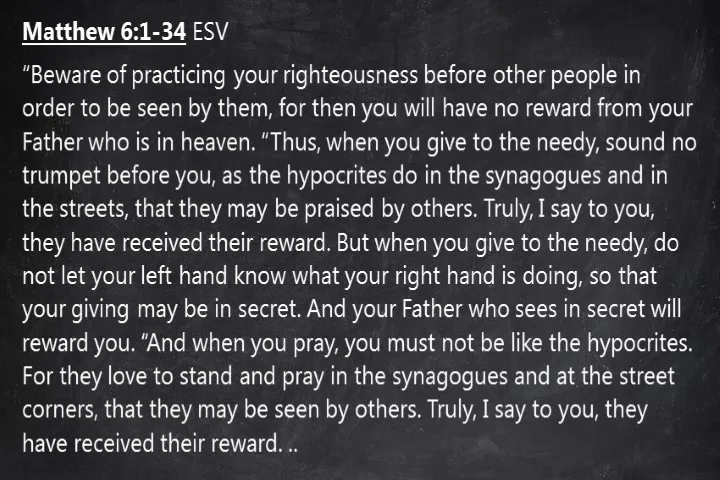 Matthew 6:1-34 ESV
“Beware of practicing your righteousness before other people in
order to be seen by them, for then you will have no reward from your
Father who is in heaven. “Thus, when you give to the needy, sound no
trumpet before you, as the hypocrites do in the synagogues and in
the streets, that they may be praised by others. Truly, I say to you,
they have received their reward. But when you give to the needy, do
not let your left hand know what your right hand is doing, so that
your giving may be in secret. And your Father who sees in secret will
reward you. “And when you pray, you must not be like the hypocrites.
For they love to stand and pray in the synagogues and at the street
corners, that they may be seen by others. Truly, I say to you, they
have received their reward. ..